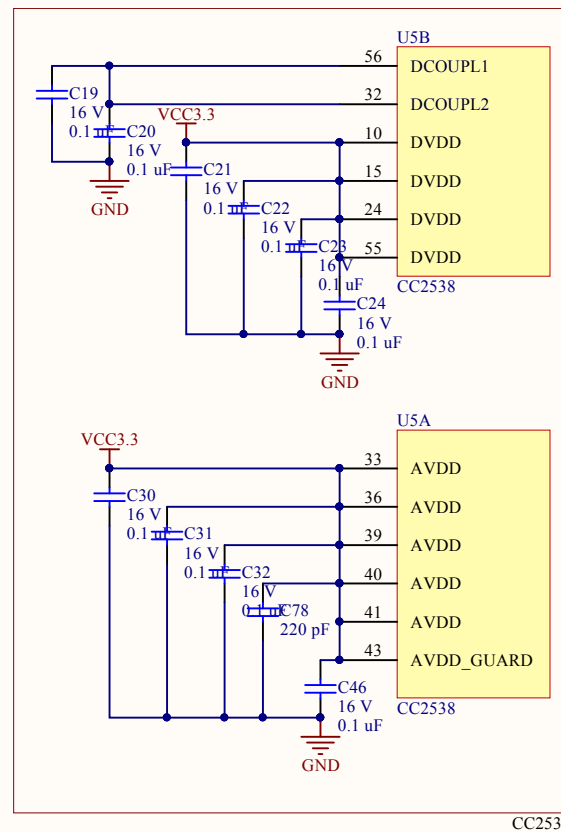 U5B
56
DCOUPL1
C19
16 V
0.1 uF
32
DCOUPL2
C20
16 V
0.1 uF
GND
VCC3.3
10
DVDD
C21
16 V
0.1 uF
15
DVDD
C22
16 V
0.1 uF
24
DVDD
C23
16 V
0.1 uF
55
DVDD
CC2538
C24
16 V
0.1 uF
GND
U5A
VCC3.3
33
AVDD
C30
16 V
0.1 uF
36
AVDD
C31
16 V
0.1 uF
39
AVDD
C32
16 V
0.1 uF
40
AVDD
C78
220 pF
41
AVDD
43
AVDD_GUARD
C46
16 V
0.1 uF
CC2538
GND
CC253